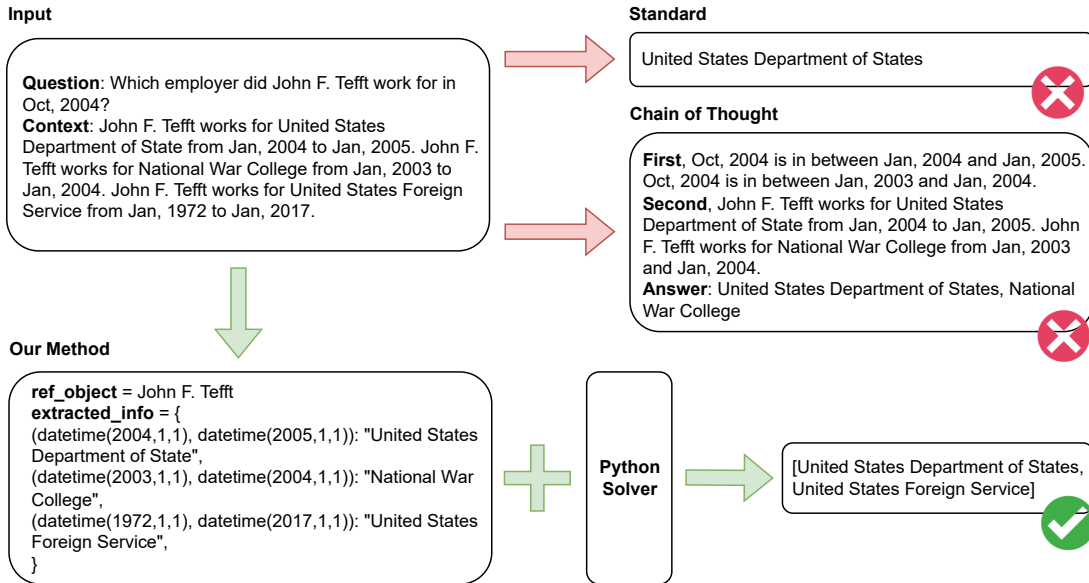 Input
Question: Which employer did John F. Tefft work for in
Oct, 2004?
Context: John F. Tefft works for United States
Department of State from Jan, 2004 to Jan, 2005. John F.
Tefft works for National War College from Jan, 2003 to
Jan, 2004. John F. Tefft works for United States Foreign
Service from Jan, 1972 to Jan, 2017.
Standard
United States Department of States
Chain of Thought
First, Oct, 2004 is in between Jan, 2004 and Jan, 2005.
Oct, 2004 is in between Jan, 2003 and Jan, 2004.
Second, John F. Tefft works for United States
Department of State from Jan, 2004 to Jan, 2005. John
F. Tefft works for National War College from Jan, 2003
and Jan, 2004.
Answer: United States Department of States, National
War College
Our Method
ref_object = John F. Tefft
extracted_info = {
(datetime(2004,1,1), datetime(2005,1,1)): "United States
Department of State",
(datetime(2003,1,1), datetime(2004,1,1)): "National War
College",
(datetime(1972,1,1), datetime(2017,1,1)): "United States
Foreign Service",
}
Python
Solver
[United States Department of States,
United States Foreign Service]